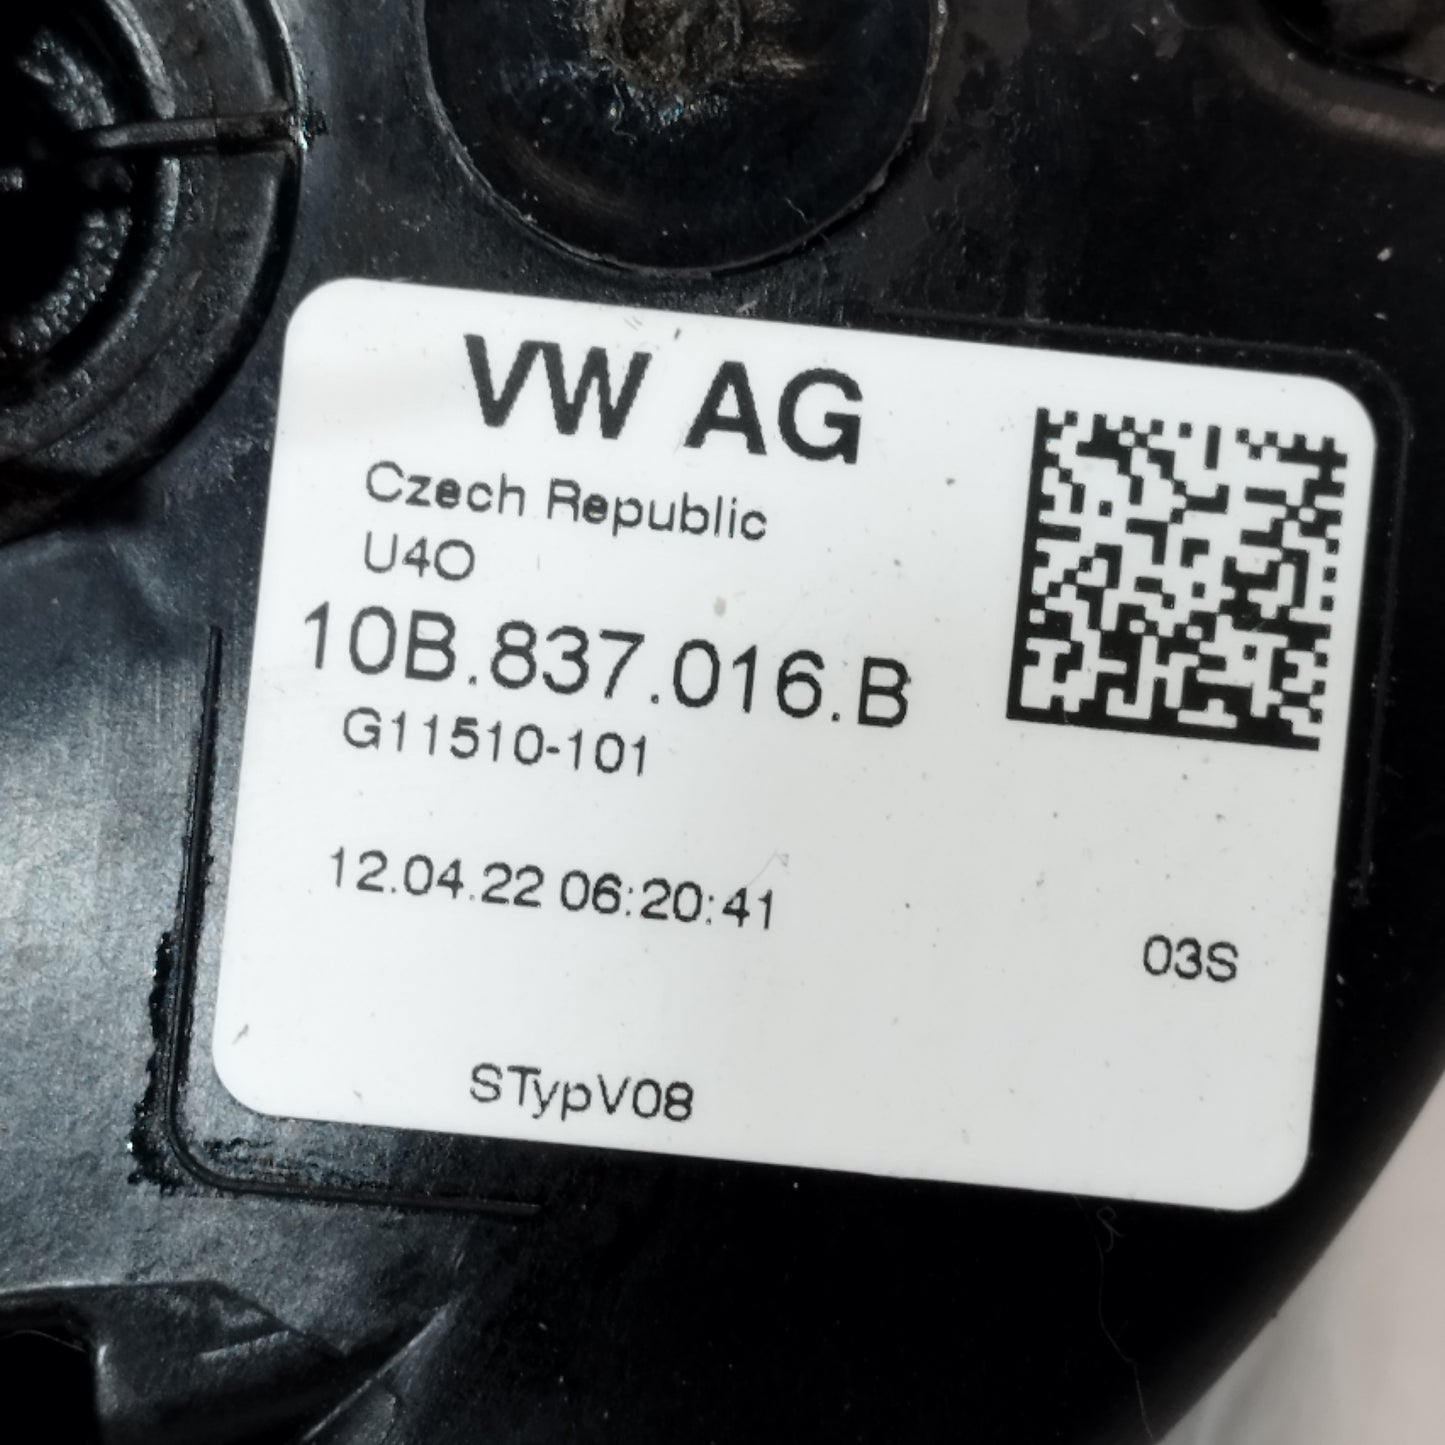 VW AG
Czech Republic
U4O
10B.837.016.B
G11510-101
12.04.22 06:20:41
03S
STypV08